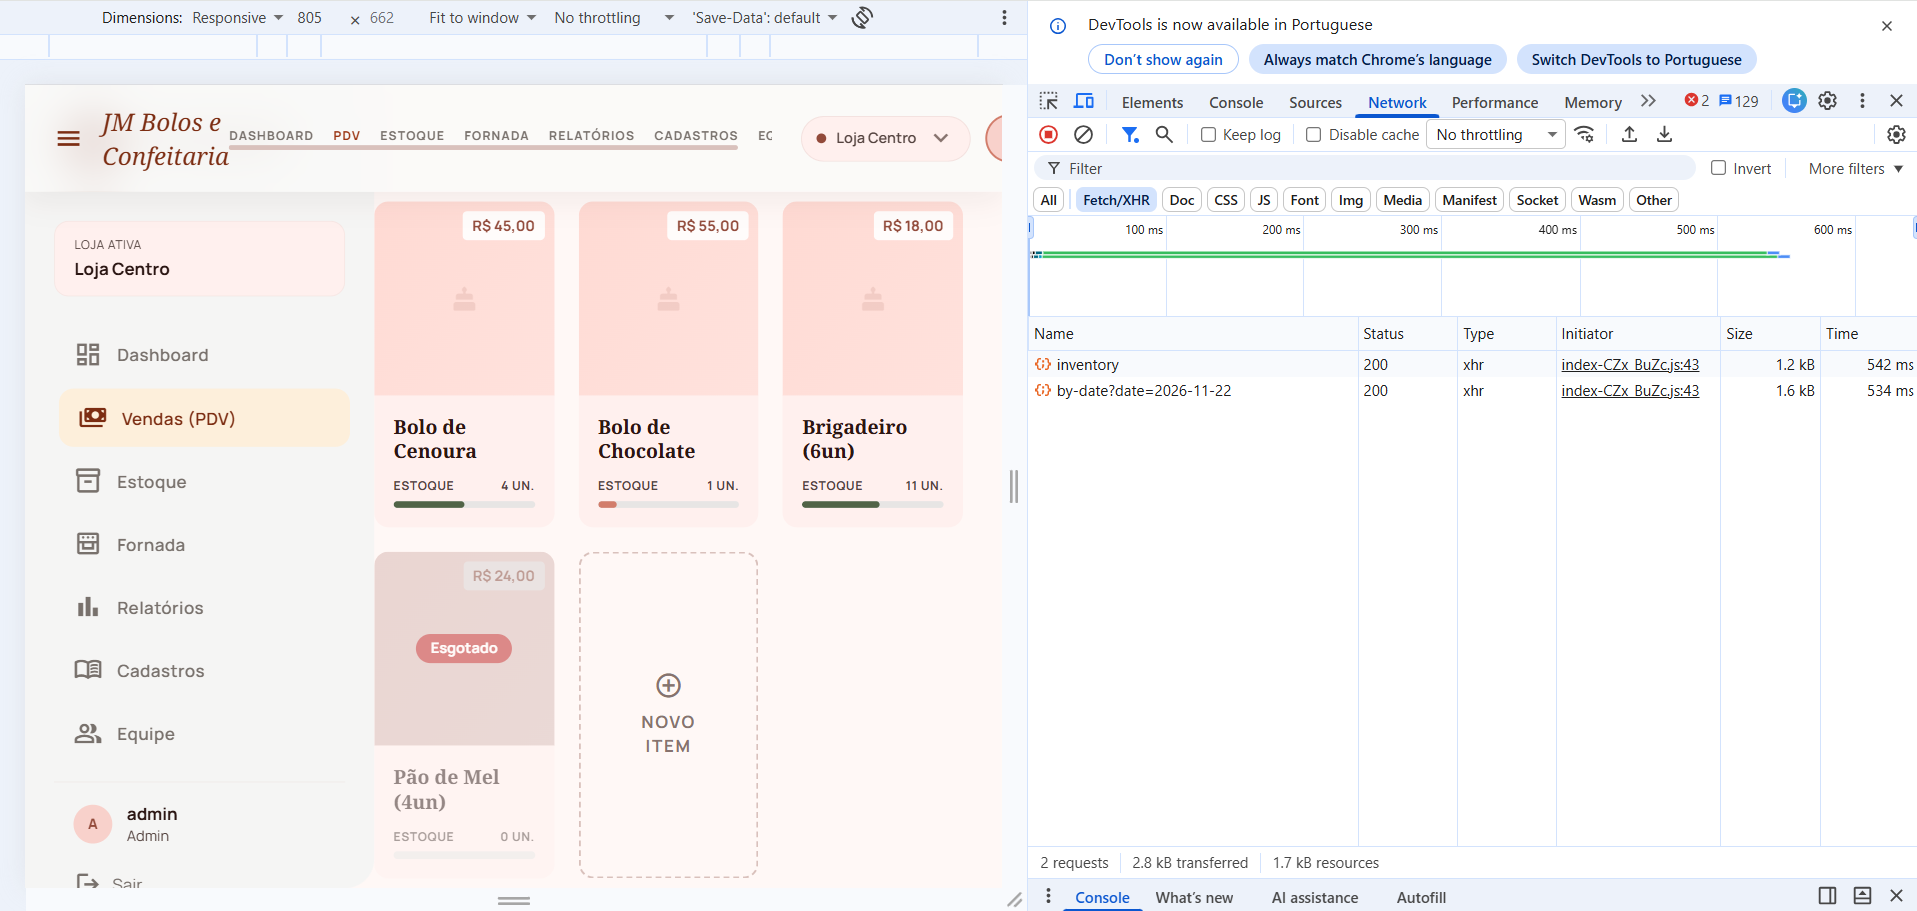 Dimensions: Responsive 805 × 662 Fit to window No throttling 'Save-Data': default
JM Bolos e
Confeitaria
DASHBOARD PDV ESTOQUE FORNADA RELATÓRIOS CADASTROS
Loja Centro
LOJA ATIVA
Loja Centro
Dashboard
Vendas (PDV)
Estoque
Fornada
Relatórios
Cadastros
Equipe
A
admin
Admin
Sair
R$ 45,00
Bolo de
Cenoura
ESTOQUE 4 UN.
R$ 55,00
Bolo de
Chocolate
ESTOQUE 1 UN.
R$ 18,00
Brigadeiro
(6un)
ESTOQUE 11 UN.
R$ 24,00
Esgotado
Pão de Mel
(4un)
ESTOQUE 0 UN.
NOVO
ITEM
DevTools is now available in Portuguese
Don't show again Always match Chrome's language Switch DevTools to Portuguese
Elements Console Sources Network Performance Memory 2 129
Keep log Disable cache No throttling
Filter Invert More filters
All Fetch/XHR Doc CSS JS Font Img Media Manifest Socket Wasm Other
100 ms 200 ms 300 ms 400 ms 500 ms 600 ms
Name Status Type Initiator Size Time
inventory 200 xhr index-CZx_BuZc.js:43 1.2 kB 542 ms
by-date?date=2026-11-22 200 xhr index-CZx_BuZc.js:43 1.6 kB 534 ms
2 requests 2.8 kB transferred 1.7 kB resources
Console What's new AI assistance Autofill